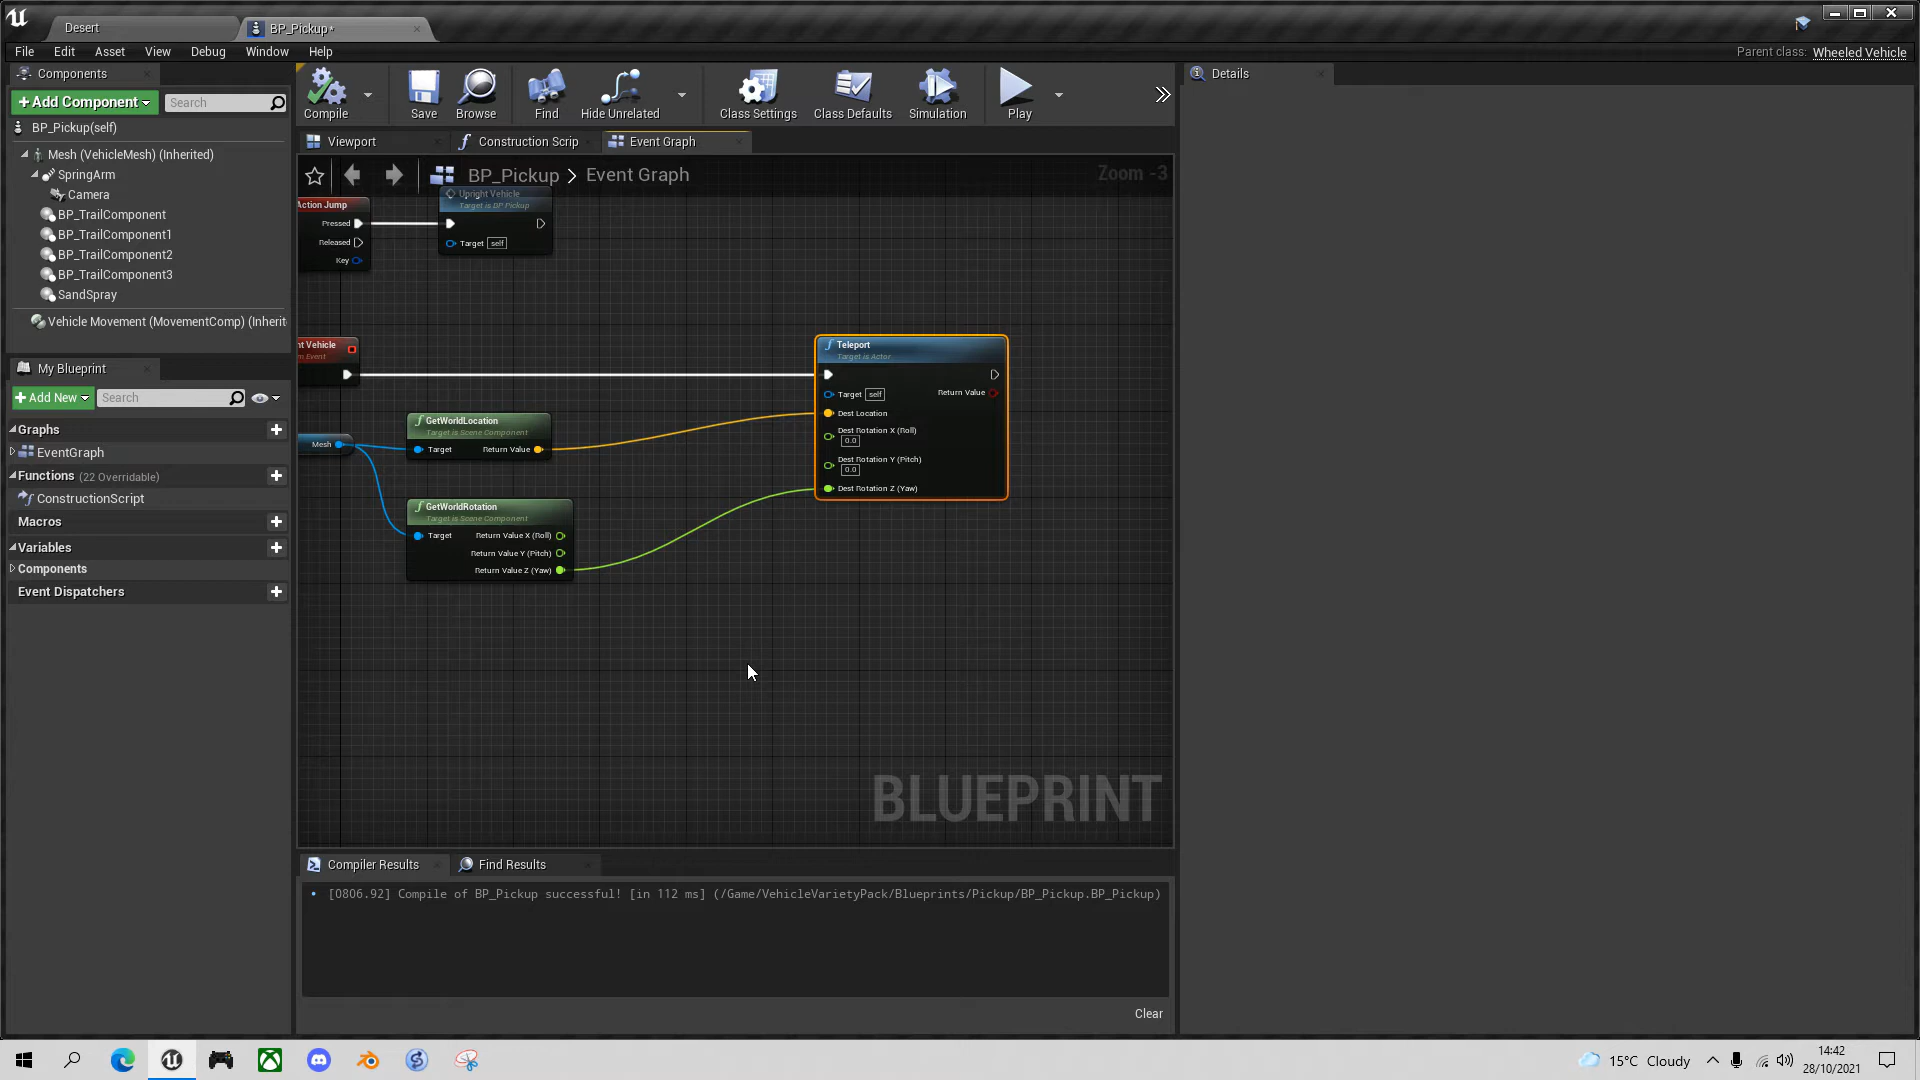 Desert
BP_Pickup*
File Edit Asset View Debug Window Help
Parent class: Wheeled Vehicle
Components
+Add Component
Search
BP_Pickup(self)
Mesh (VehicleMesh) (Inherited)
SpringArm
Camera
BP_TrailComponent
BP_TrailComponent1
BP_TrailComponent2
BP_TrailComponent3
SandSpray
Vehicle Movement (MovementComp) (Inherit
My Blueprint
+Add New
Search
Graphs
EventGraph
Functions (22 Overridable)
ConstructionScript
Macros
Variables
Components
Event Dispatchers
Compile
Save
Browse
Find
Hide Unrelated
Class Settings
Class Defaults
Simulation
Play
Viewport
Construction Scrip
Event Graph
BP_Pickup > Event Graph
Zoom -3
Action Jump
Pressed
Released
Key
Upright Vehicle
Target is BP Pickup
Target self
nt Vehicle
m Event
Mesh
GetWorldLocation
Target is Scene Component
Target Return Value
GetWorldRotation
Target is Scene Component
Target Return Value X (Roll)
Return Value Y (Pitch)
Return Value Z (Yaw)
Teleport
Target is Actor
Target self Return Value
Dest Location
Dest Rotation X (Roll)
0.0
Dest Rotation Y (Pitch)
0.0
Dest Rotation Z (Yaw)
BLUEPRINT
Compiler Results
Find Results
[0806.92] Compile of BP_Pickup successful! [in 112 ms] (/Game/VehicleVarietyPack/Blueprints/Pickup/BP_Pickup.BP_Pickup)
Clear
Details
15°C Cloudy
14:42
28/10/2021